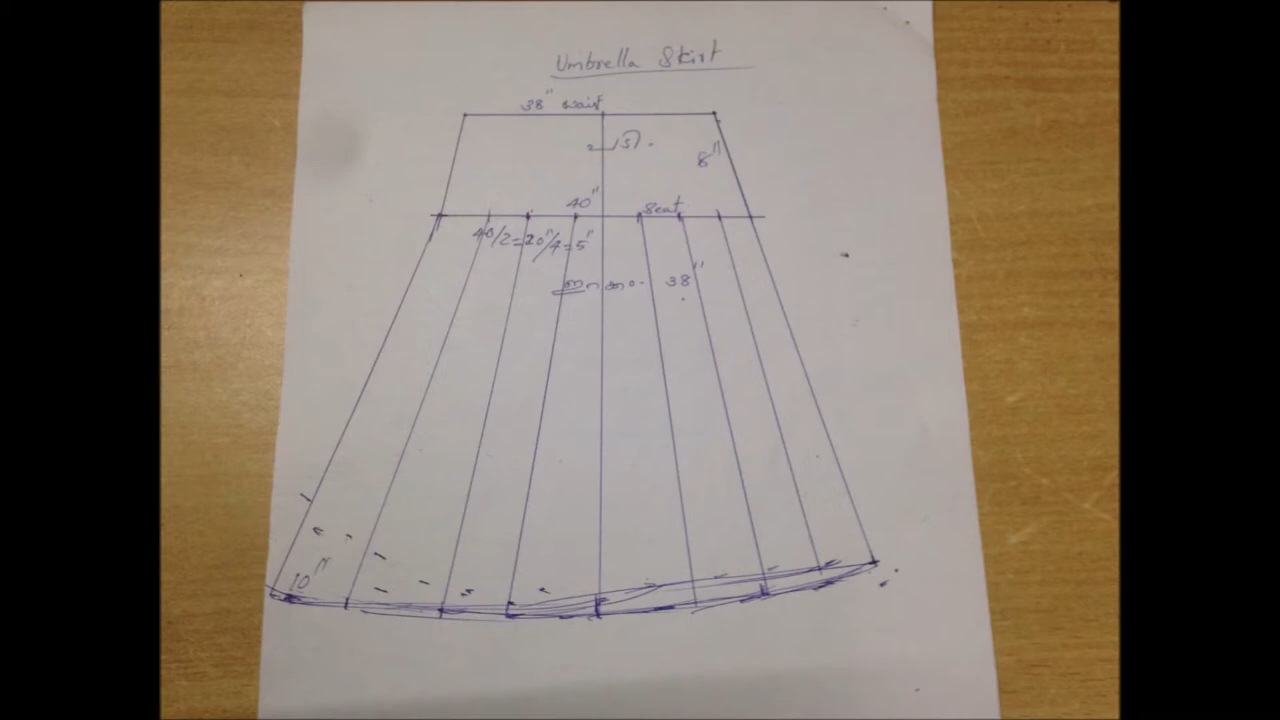 Umbrella Skirt
38" waist
8"
40" Seat
40/2=20"/4=5"
38"
10"